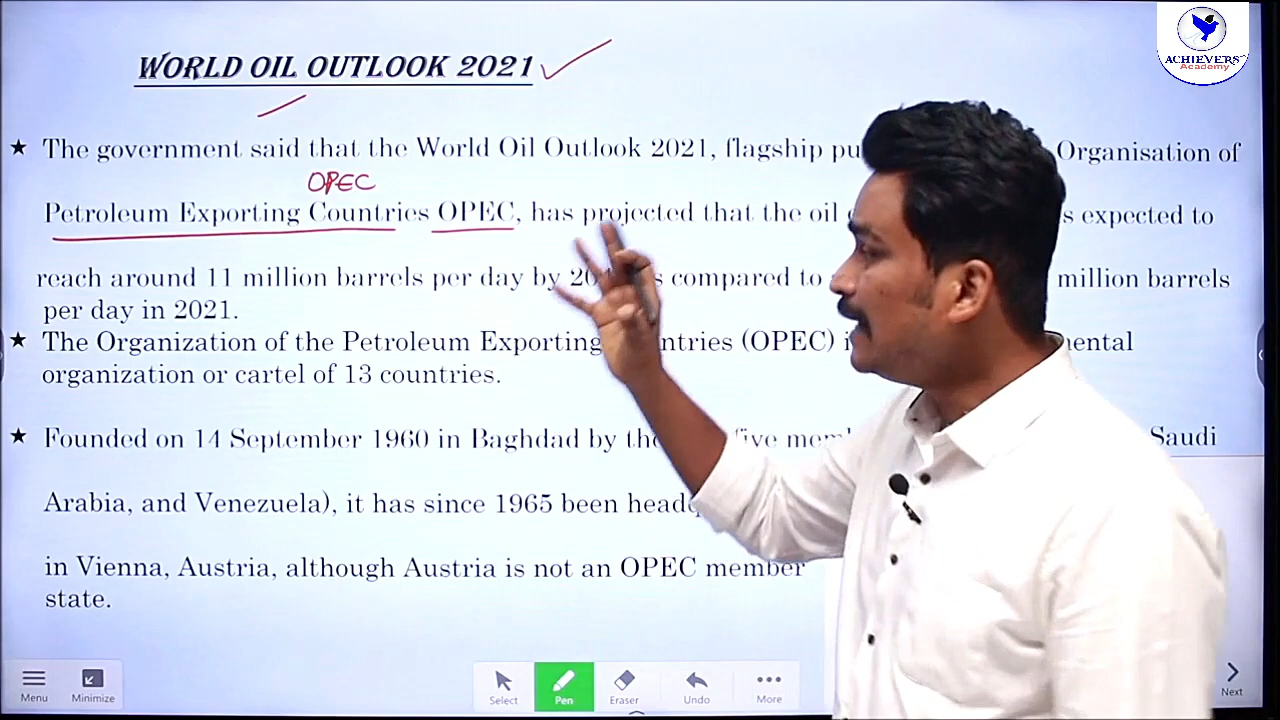 ACHIEVERS
Academy
WORLD OIL OUTLOOK 2021
★ The government said that the World Oil Outlook 2021, flagship Organisation of
OPEC
Petroleum Exporting Countries OPEC, has projected that the oil expected to
reach around 11 million barrels per day by compared to million barrels
per day in 2021.
★ The Organization of the Petroleum Exporting (OPEC)
organization or cartel of 13 countries.
★ Founded on 14 September 1960 in Baghdad by five Saudi
Arabia, and Venezuela), it has since 1965 been
in Vienna, Austria, although Austria is not an OPEC member
state.
Menu Minimize Select Pen Eraser Undo More Next